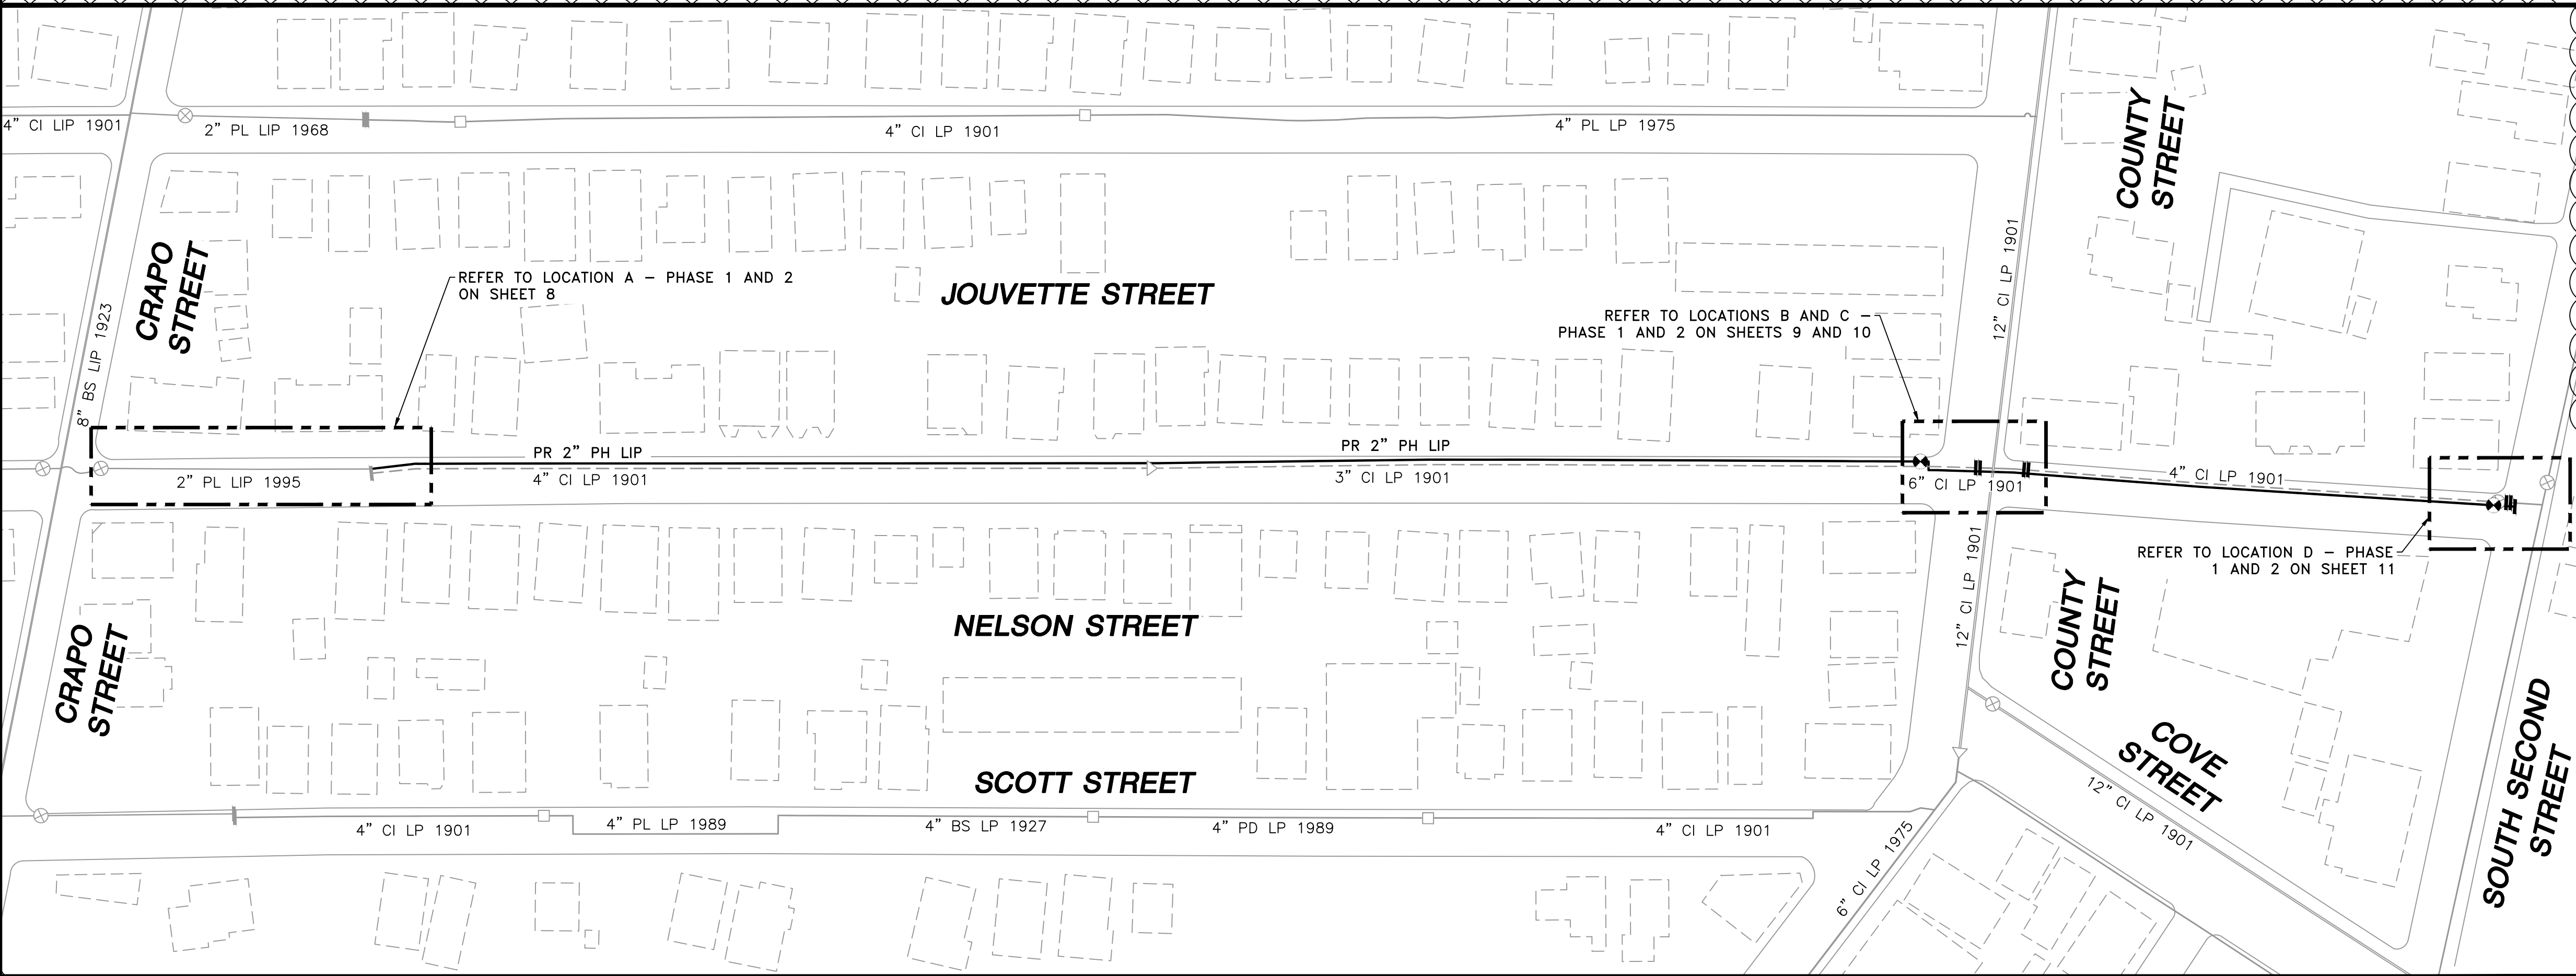 4" CI LIP 1901
2" PL LIP 1968
4" CI LP 1901
4" PL LP 1975
COUNTY
STREET
12" CI LP 1901
CRAPO
STREET
8" BS LIP 1923
REFER TO LOCATION A – PHASE 1 AND 2
ON SHEET 8
JOUVETTE STREET
REFER TO LOCATIONS B AND C –
PHASE 1 AND 2 ON SHEETS 9 AND 10
PR 2" PH LIP
PR 2" PH LIP
2" PL LIP 1995
4" CI LP 1901
3" CI LP 1901
6" CI LP 1901
4" CI LP 1901
REFER TO LOCATION D – PHASE
1 AND 2 ON SHEET 11
12" CI LP 1901
NELSON STREET
CRAPO
STREET
COUNTY
STREET
COVE
STREET
12" CI LP 1901
SOUTH SECOND
STREET
SCOTT STREET
4" CI LP 1901
4" PL LP 1989
4" BS LP 1927
4" PD LP 1989
4" CI LP 1901
6" CI LP 1975